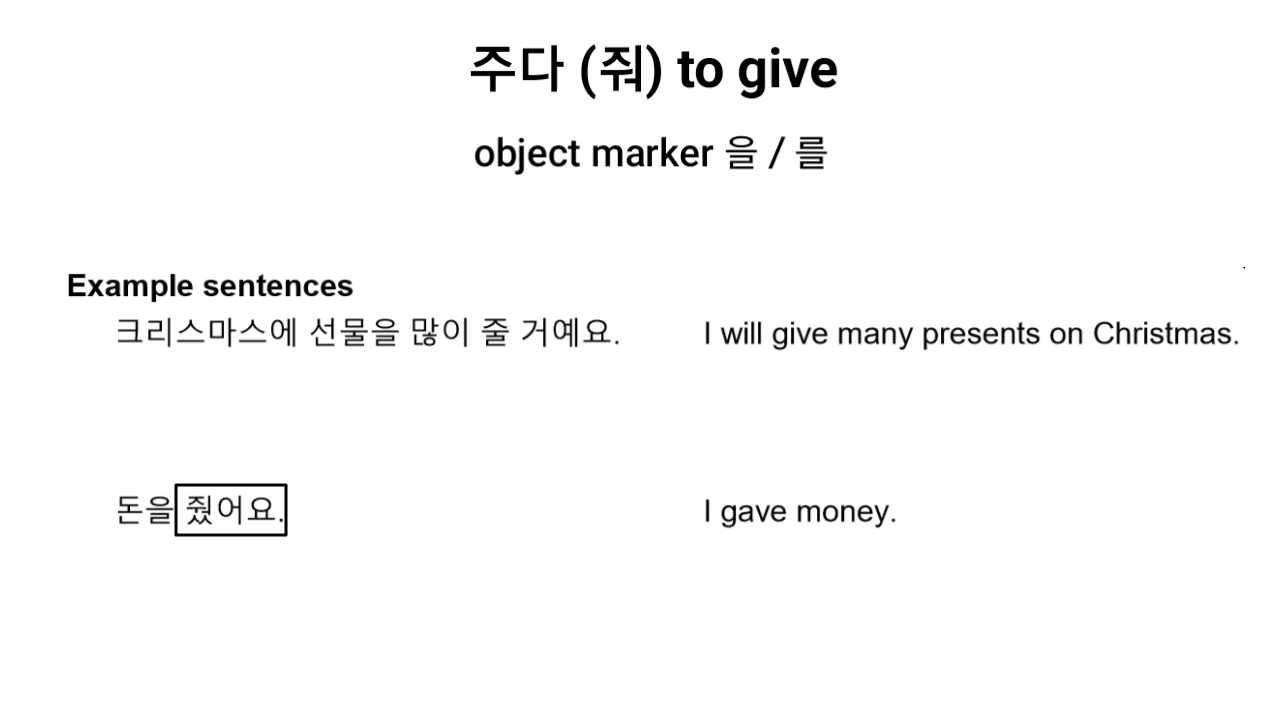 주다 (줘) to give
object marker 을 / 를
Example sentences
크리스마스에 선물을 많이 줄 거예요. I will give many presents on Christmas.
돈을 줬어요. I gave money.